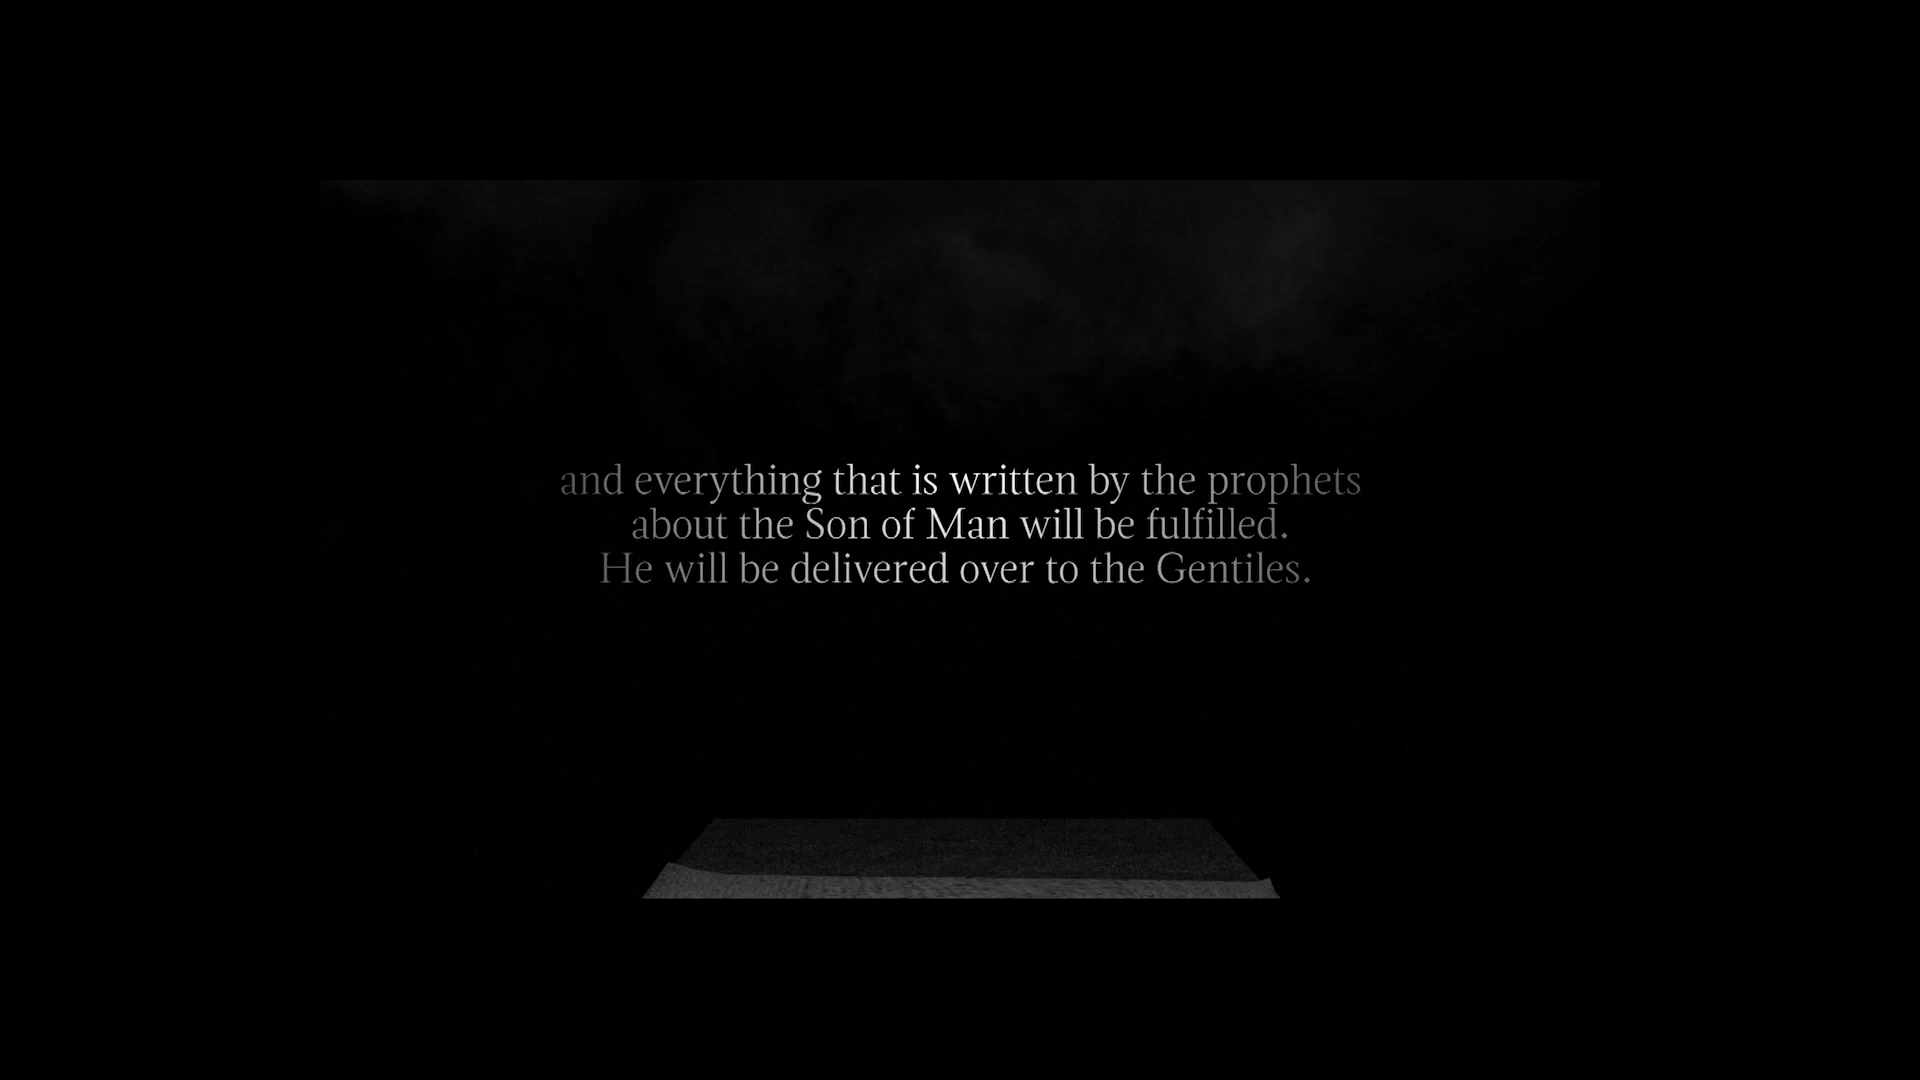 and everything that is written by the prophets
about the Son of Man will be fulfilled.
He will be delivered over to the Gentiles.